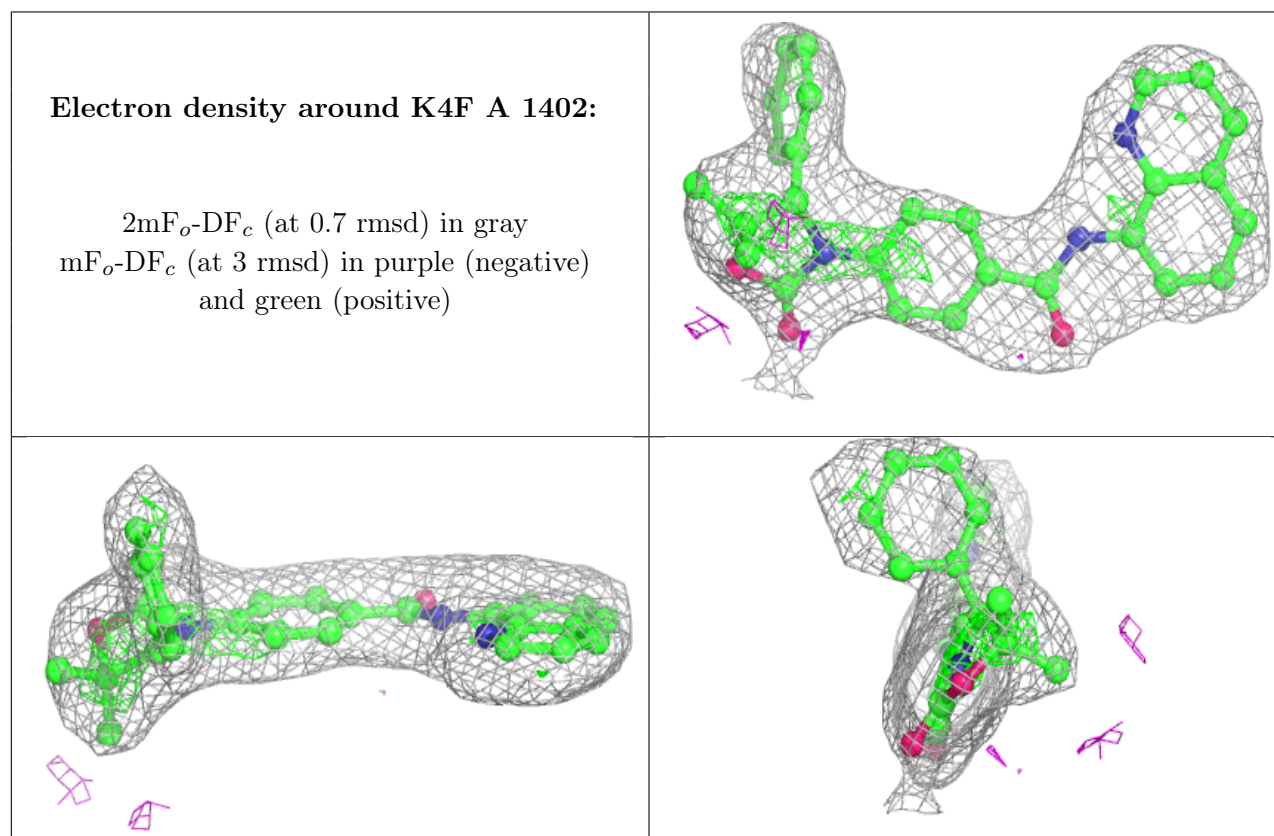 Electron density around K4F A 1402:
2mFo-DFc (at 0.7 rmsd) in gray
mFo-DFc (at 3 rmsd) in purple (negative)
and green (positive)